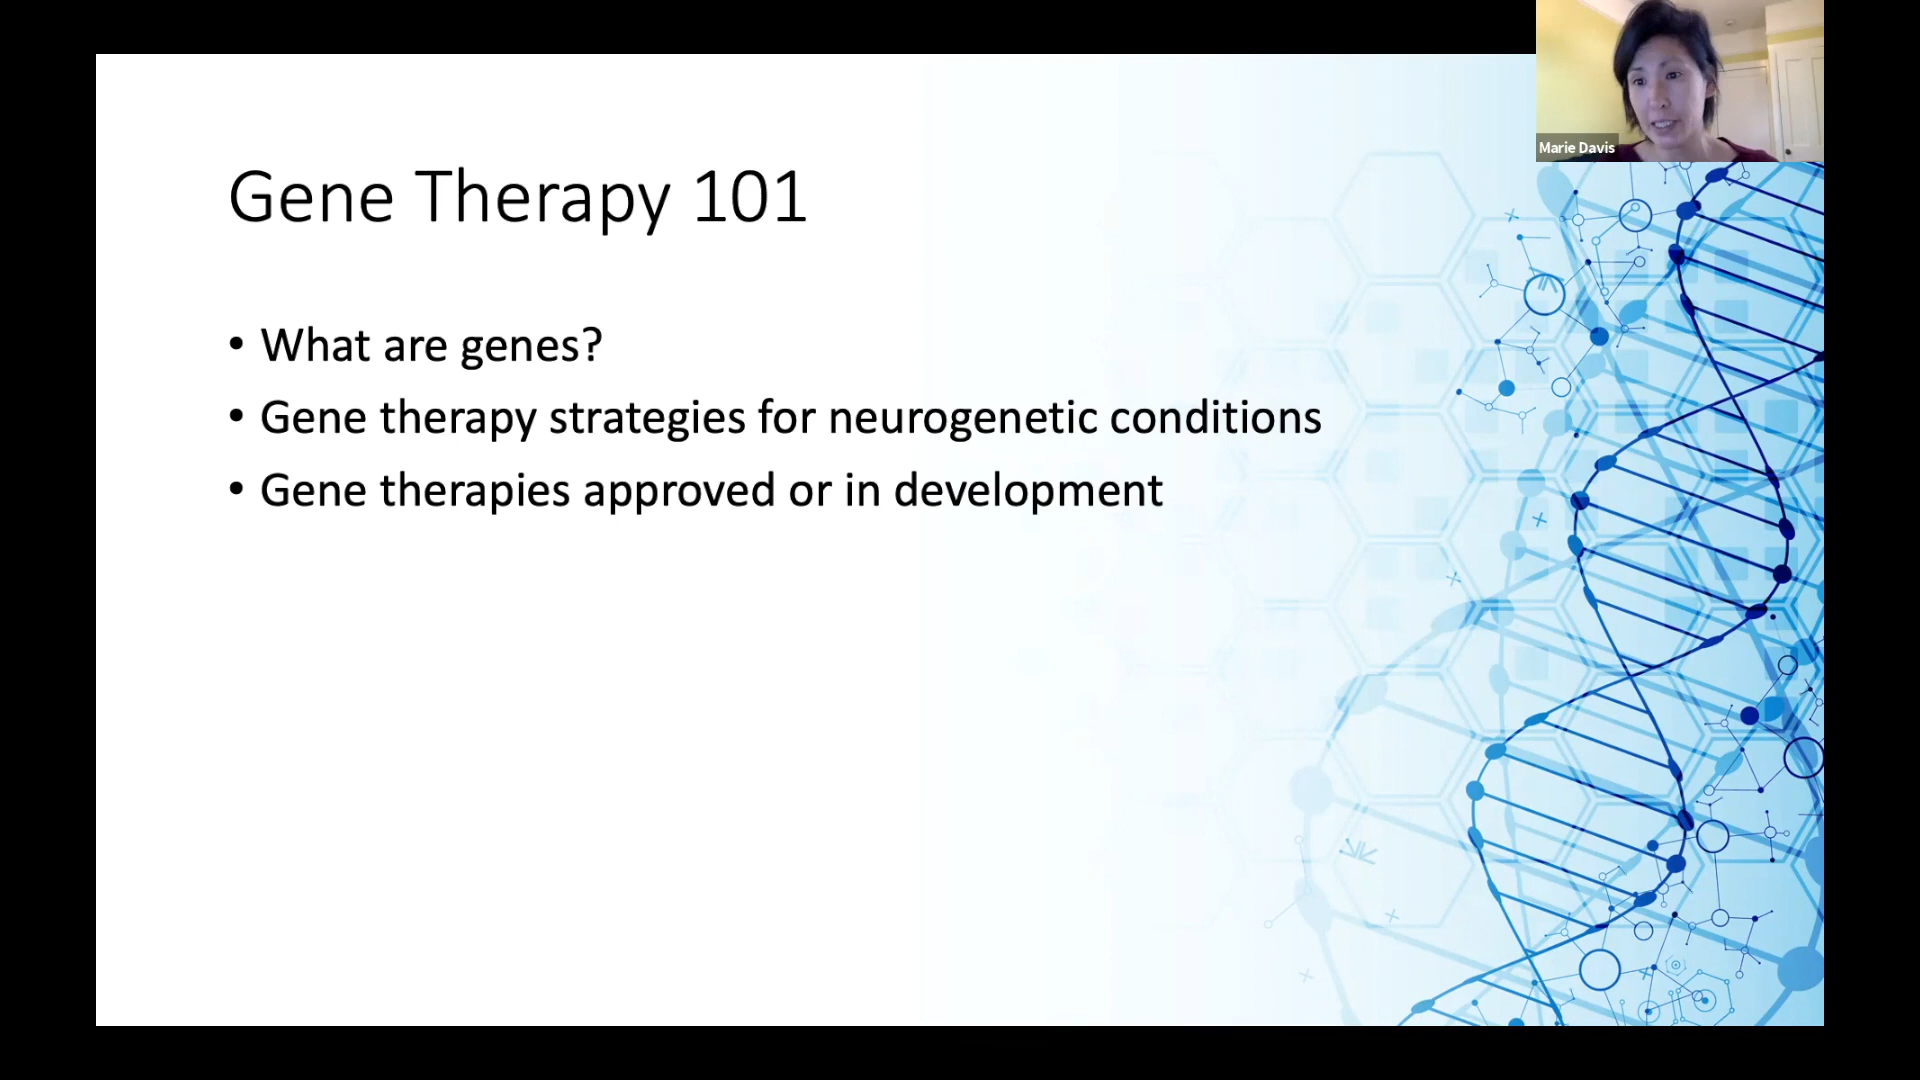 Marie Davis
Gene Therapy 101
• What are genes?
• Gene therapy strategies for neurogenetic conditions
• Gene therapies approved or in development